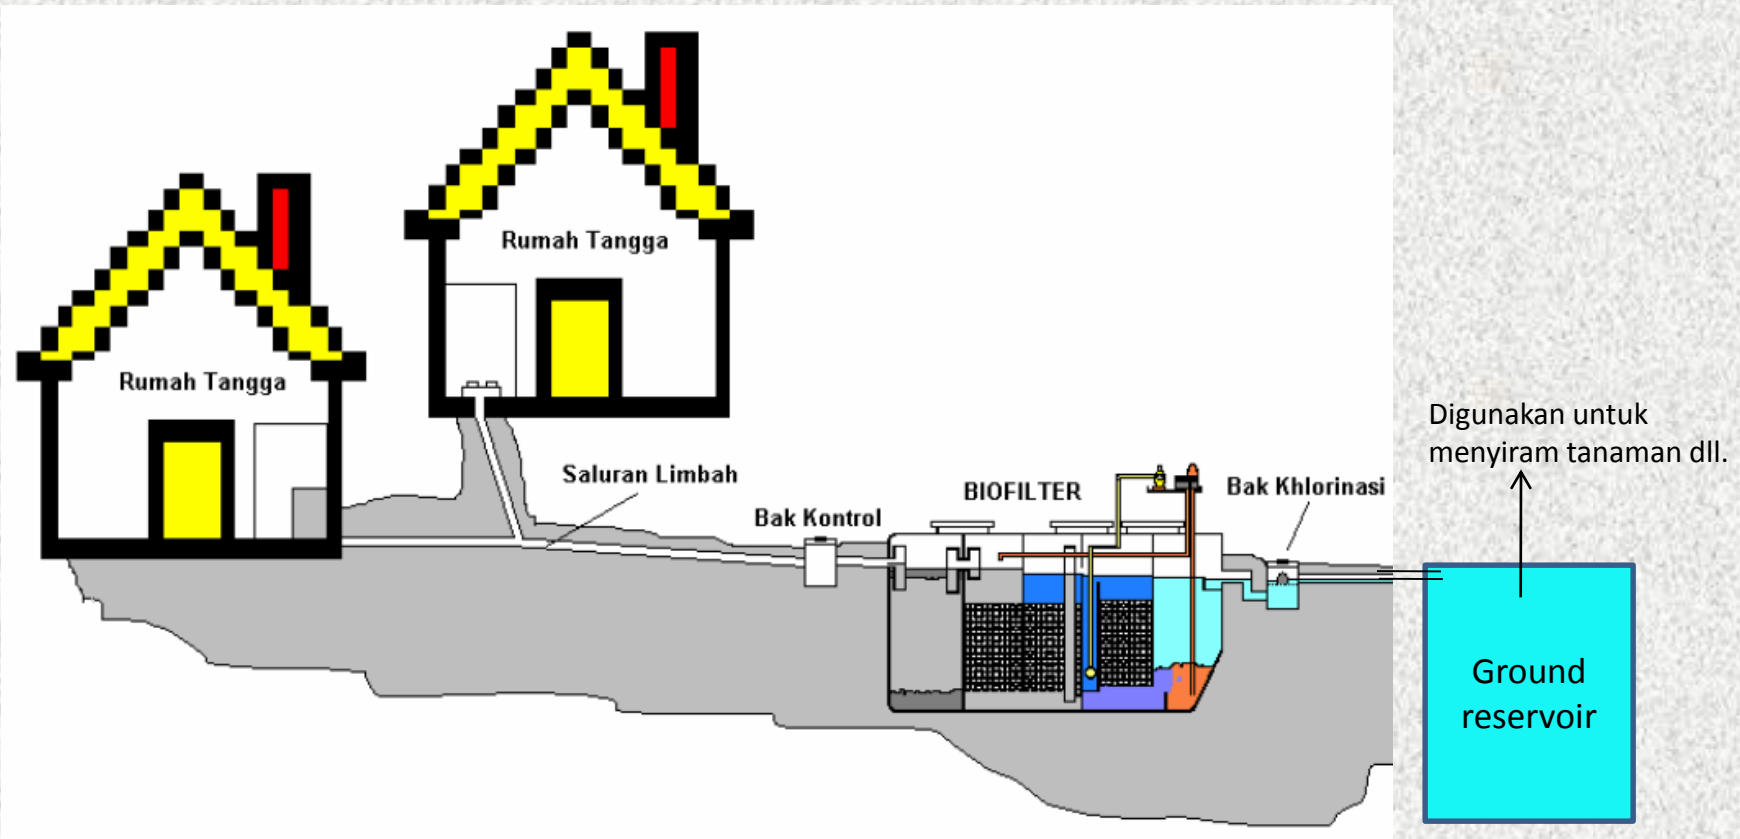 Rumah Tangga
Rumah Tangga
Saluran Limbah
Bak Kontrol
BIOFILTER
Bak Khlorinasi
Digunakan untuk
menyiram tanaman dll.
Ground
reservoir